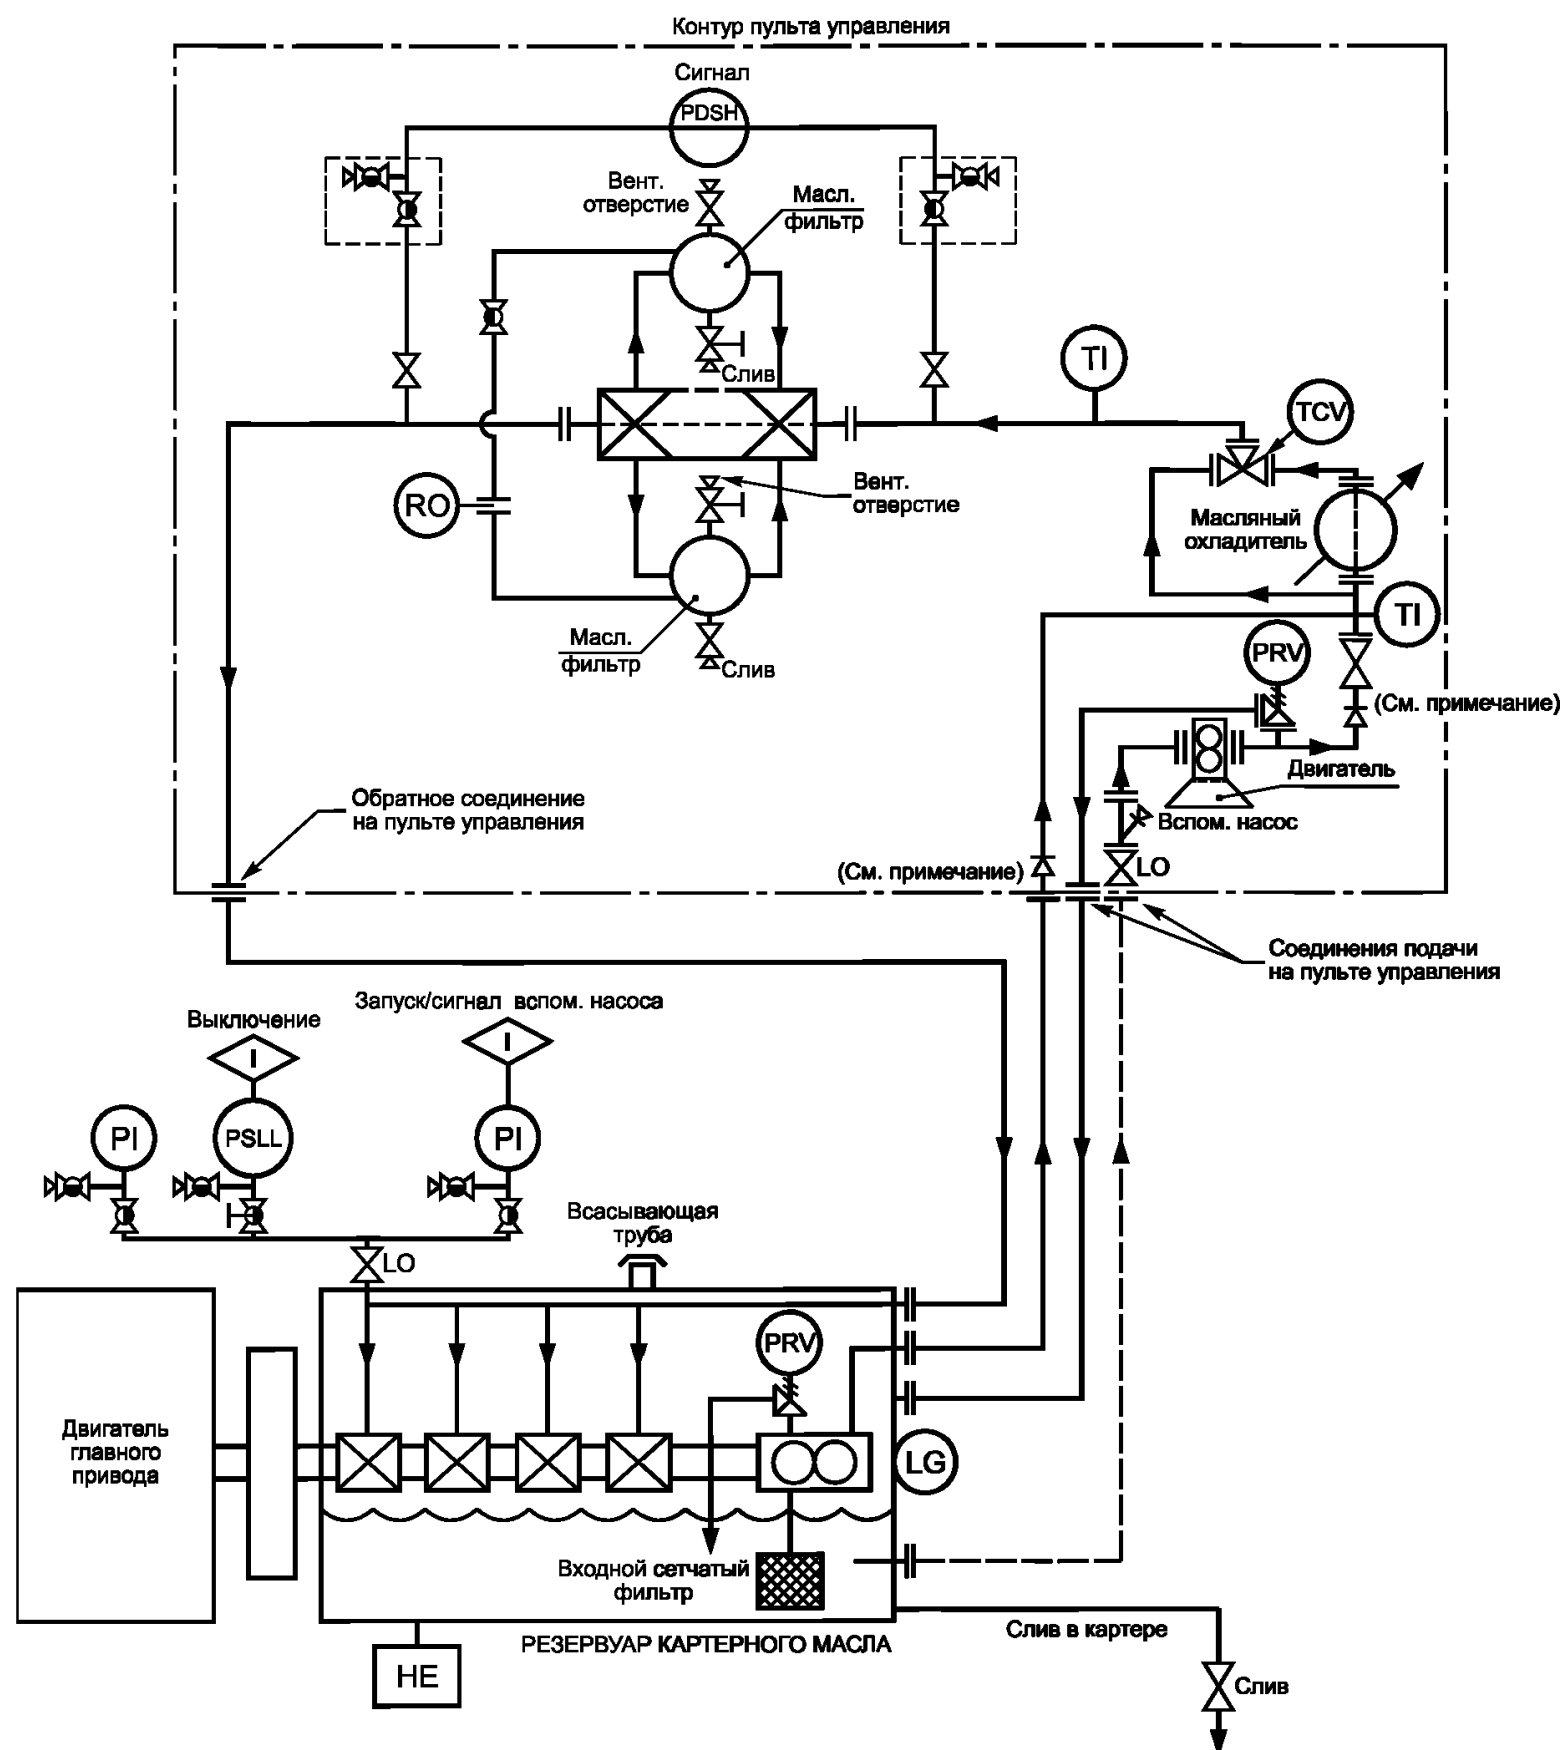 Контур пульта управления
Сигнал
PDSH
Вент.
отверстие
Масл.
фильтр
Слив
TI
TCV
RO
Вент.
отверстие
Масляный
охладитель
TI
Масл.
фильтр
Слив
PRV
(См. примечание)
Двигатель
Вспом. насос
Обратное соединение
на пульте управления
(См. примечание)
LO
Соединения подачи
на пульте управления
Запуск/сигнал вспом. насоса
Выключение
I
I
PI
PSLL
PI
Всасывающая
труба
LO
PRV
Двигатель
главного
привода
LG
Входной сетчатый
фильтр
РЕЗЕРВУАР КАРТЕРНОГО МАСЛА
Слив в картере
HE
Слив